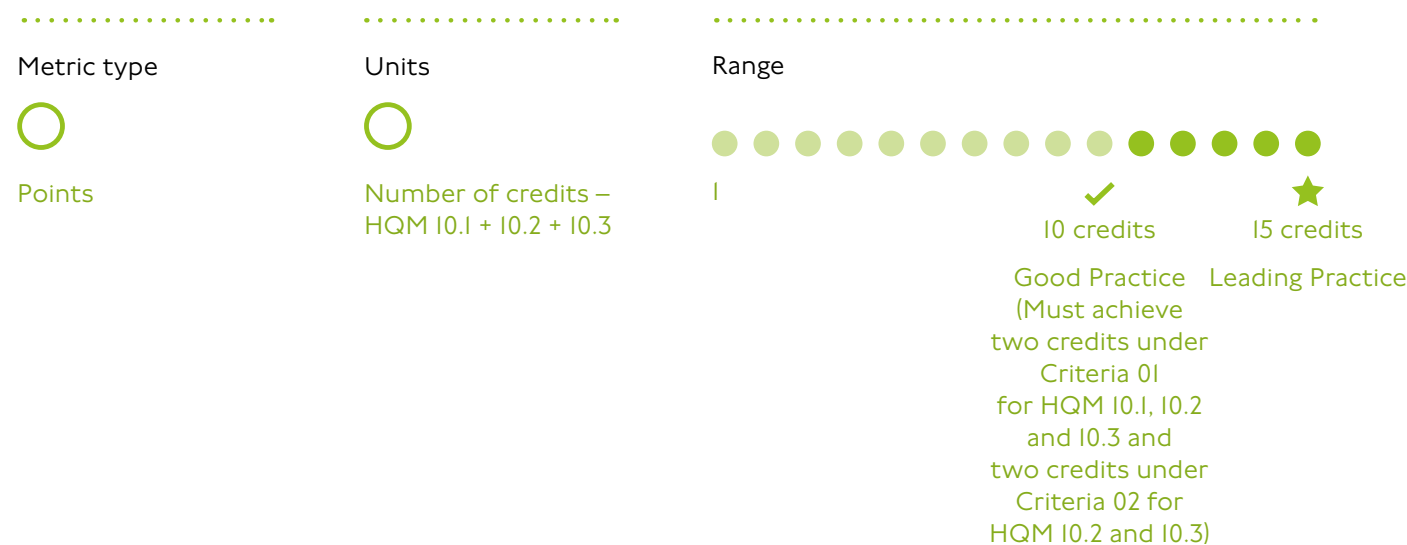 Metric type
Units
Range
Points
Number of credits –
HQM 10.1 + 10.2 + 10.3
1
10 credits
Good Practice
(Must achieve
two credits under
Criteria 01
for HQM 10.1, 10.2
and 10.3 and
two credits under
Criteria 02 for
HQM 10.2 and 10.3)
15 credits
Leading Practice